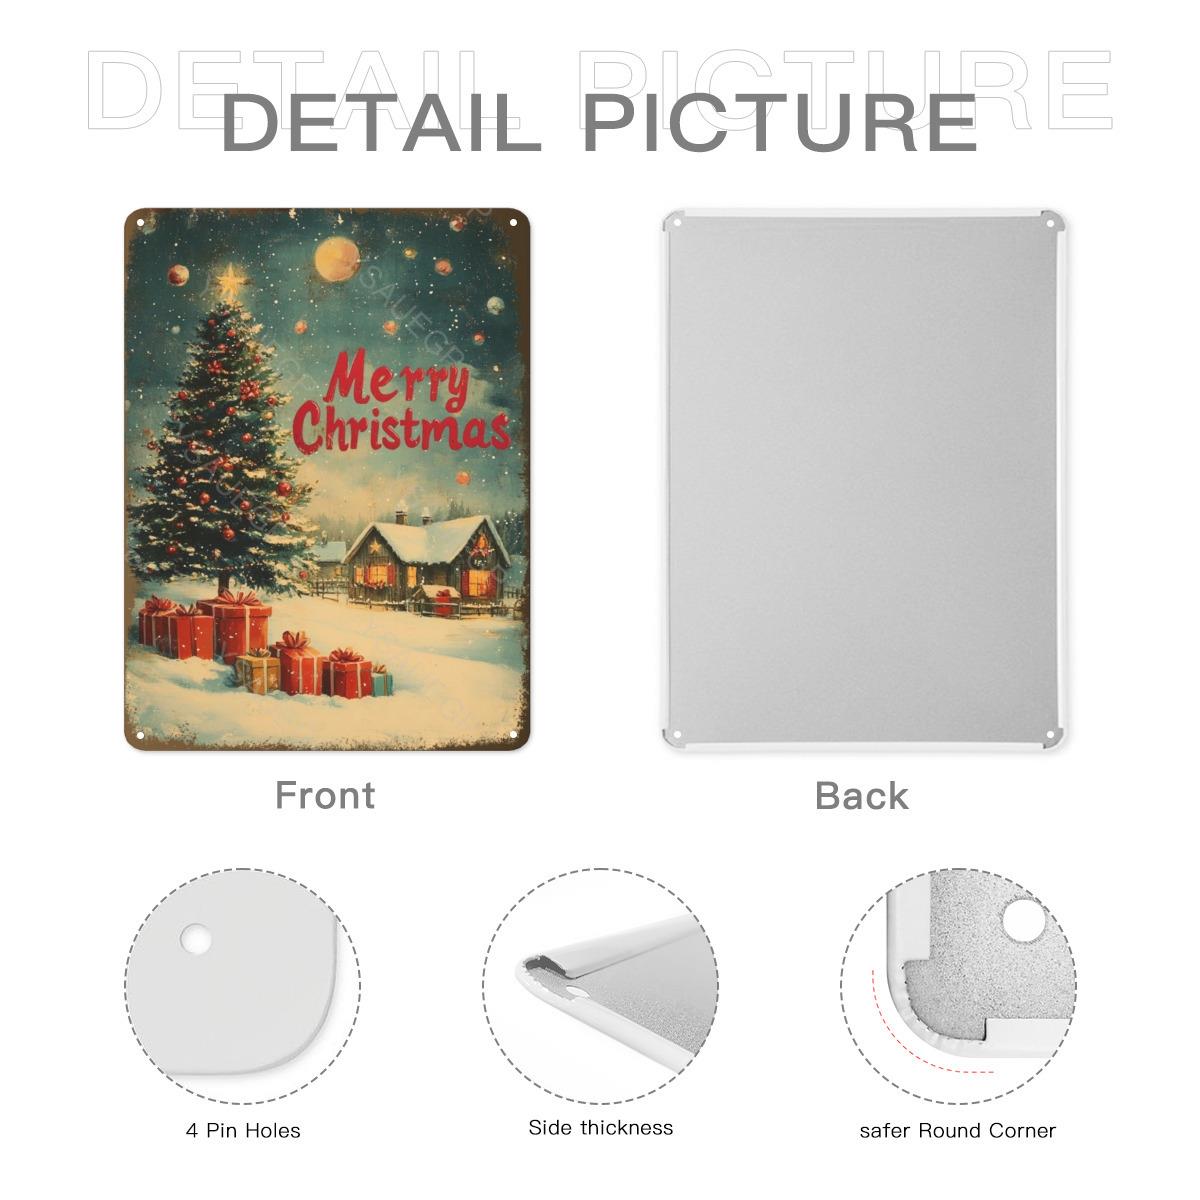 DETAIL PICTURE
DETAIL PICTURE
Merry
Christmas
Front
Back
4 Pin Holes
Side thickness
safer Round Corner